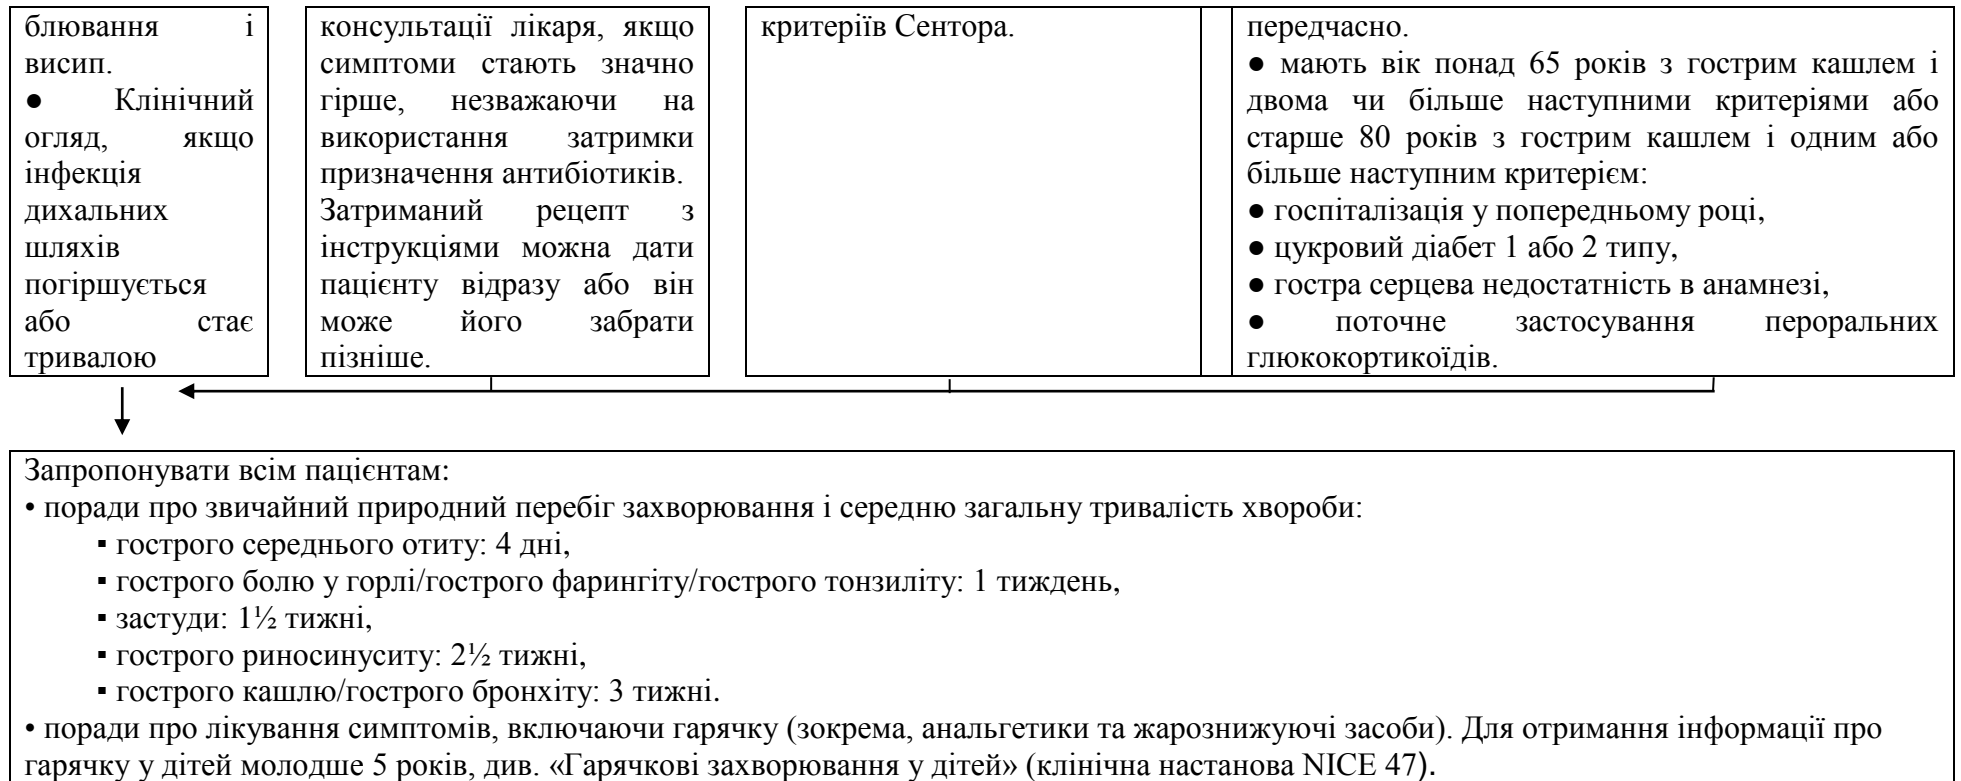 блювання і
висип.
● Клінічний
огляд, якщо
інфекція
дихальних
шляхів
погіршується
або стає
тривалою
консультації лікаря, якщо
симптоми стають значно
гірше, незважаючи на
використання затримки
призначення антибіотиків.
Затриманий рецепт з
інструкціями можна дати
пацієнту відразу або він
може його забрати
пізніше.
критеріїв Сентора.
передчасно.
● мають вік понад 65 років з гострим кашлем і
двома чи більше наступними критеріями або
старше 80 років з гострим кашлем і одним або
більше наступним критерієм:
● госпіталізація у попередньому році,
● цукровий діабет 1 або 2 типу,
● гостра серцева недостатність в анамнезі,
● поточне застосування пероральних
глюкокортикоїдів.
Запропонувати всім пацієнтам:
• поради про звичайний природний перебіг захворювання і середню загальну тривалість хвороби:
▪ гострого середнього отиту: 4 дні,
▪ гострого болю у горлі/гострого фарингіту/гострого тонзиліту: 1 тиждень,
▪ застуди: 1½ тижні,
▪ гострого риносинуситу: 2½ тижні,
▪ гострого кашлю/гострого бронхіту: 3 тижні.
• поради про лікування симптомів, включаючи гарячку (зокрема, анальгетики та жарознижуючі засоби). Для отримання інформації про
гарячку у дітей молодше 5 років, див. «Гарячкові захворювання у дітей» (клінічна настанова NICE 47).